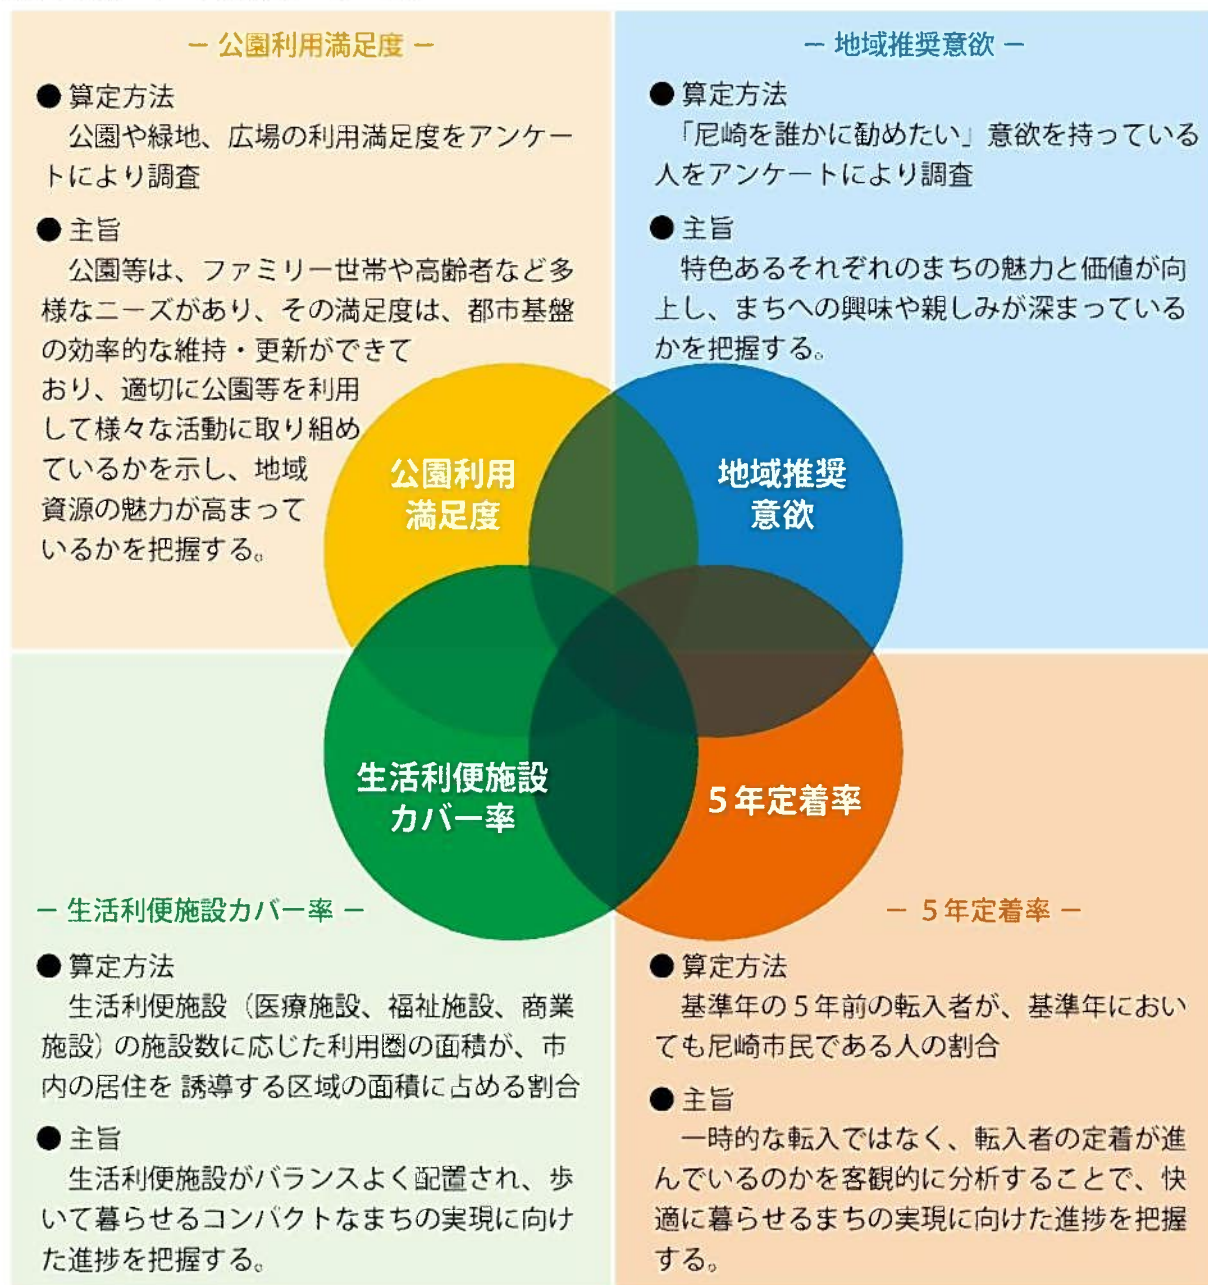 ― 公園利用満足度 ―
● 算定方法
公園や緑地、広場の利用満足度をアンケー
トにより調査
● 主旨
公園等は、ファミリー世帯や高齢者など多
様なニーズがあり、その満足度は、都市基盤
の効率的な維持・更新ができて
おり、適切に公園等を利用
して様々な活動に取り組め
ているかを示し、地域
資源の魅力が高まって
いるかを把握する。
― 地域推奨意欲 ―
● 算定方法
「尼崎を誰かに勧めたい」意欲を持っている
人をアンケートにより調査
● 主旨
特色あるそれぞれのまちの魅力と価値が向
上し、まちへの興味や親しみが深まっている
かを把握する。
公園利用
満足度
地域推奨
意欲
生活利便施設
カバー率
5年定着率
― 生活利便施設カバー率 ―
● 算定方法
生活利便施設（医療施設、福祉施設、商業
施設）の施設数に応じた利用圏の面積が、市
内の居住を 誘導する区域の面積に占める割合
● 主旨
生活利便施設がバランスよく配置され、歩
いて暮らせるコンパクトなまちの実現に向け
た進捗を把握する。
― 5年定着率 ―
● 算定方法
基準年の5年前の転入者が、基準年におい
ても尼崎市民である人の割合
● 主旨
一時的な転入ではなく、転入者の定着が進
んでいるのかを客観的に分析することで、快
適に暮らせるまちの実現に向けた進捗を把握
する。